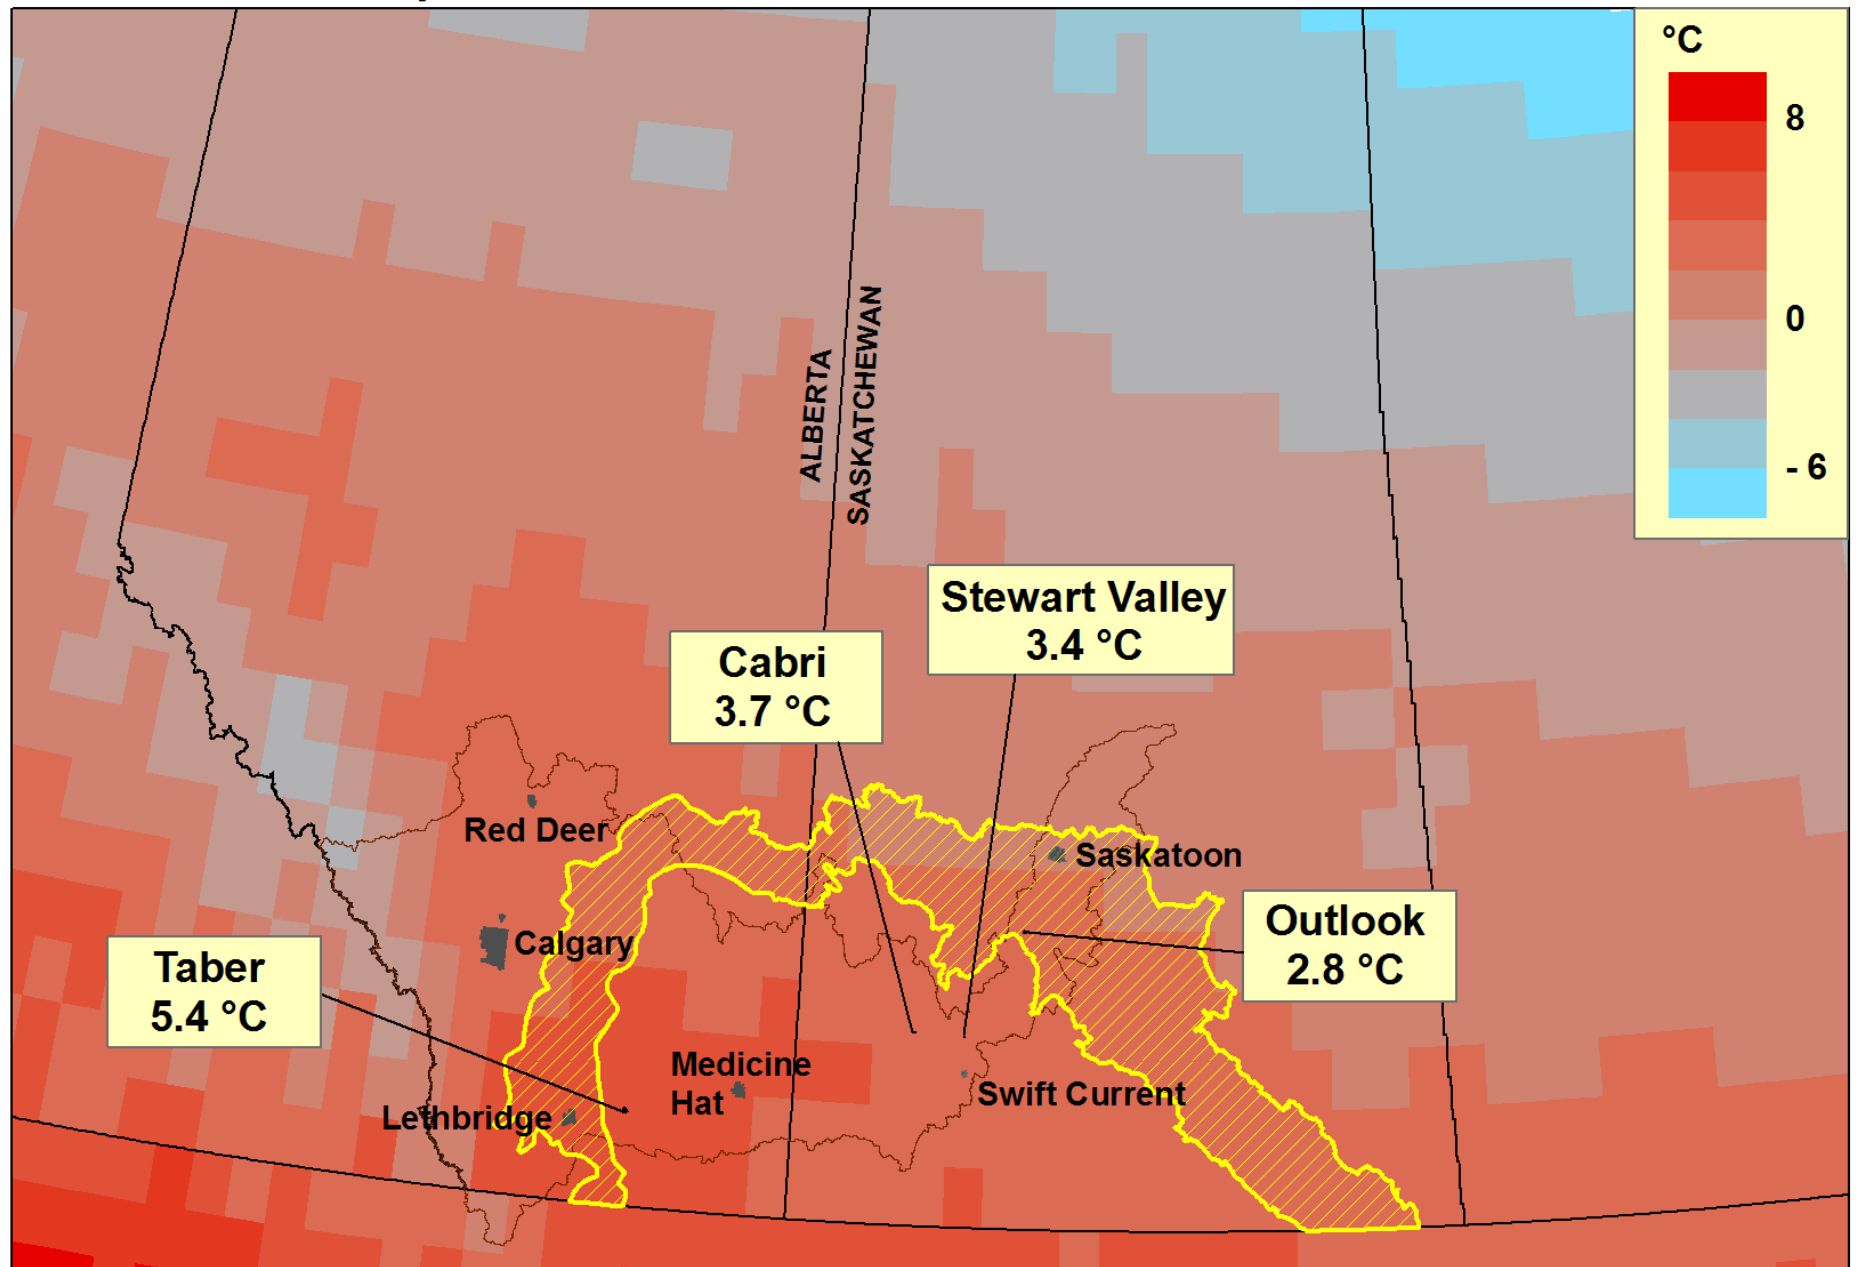 °C
8
0
- 6
ALBERTA
SASKATCHEWAN
Stewart Valley
3.4 °C
Cabri
3.7 °C
Red Deer
Saskatoon
Outlook
2.8 °C
Calgary
Taber
5.4 °C
Medicine
Hat
Swift Current
Lethbridge